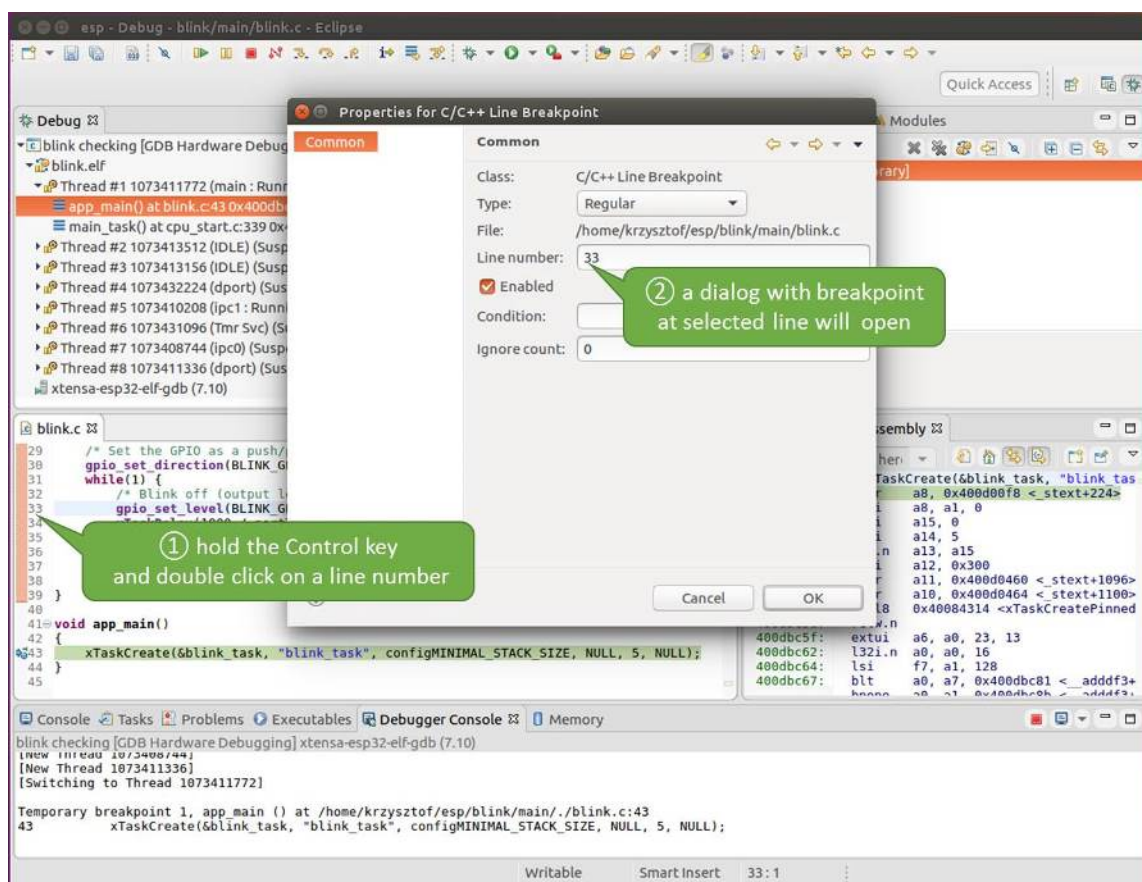 esp - Debug - blink/main/blink.c - Eclipse
Quick Access
Debug
Modules
blink checking [GDB Hardware Debug
blink.elf
Thread #1 1073411772 (main : Runn
app_main() at blink.c:43 0x400dbc
main_task() at cpu_start.c:339 0x4
Thread #2 1073413512 (IDLE) (Susp
Thread #3 1073413156 (IDLE) (Susp
Thread #4 1073432224 (dport) (Sus
Thread #5 1073410208 (ipc1 : Runni
Thread #6 1073431096 (Tmr Svc) (S
Thread #7 1073408744 (ipc0) (Susp
Thread #8 1073411336 (dport) (Sus
xtensa-esp32-elf-gdb (7.10)
rary]
Properties for C/C++ Line Breakpoint
Common
Common
Class: C/C++ Line Breakpoint
Type: Regular
File: /home/krzysztof/esp/blink/main/blink.c
Line number: 33
Enabled
Condition:
Ignore count: 0
② a dialog with breakpoint
at selected line will open
Cancel OK
blink.c
29 /* Set the GPIO as a push/
30 gpio_set_direction(BLINK_G
31 while(1) {
32 /* Blink off (output l
33 gpio_set_level(BLINK_G
34
35
36
37
38
39 }
40
41 void app_main()
42 {
43 xTaskCreate(&blink_task, "blink_task", configMINIMAL_STACK_SIZE, NULL, 5, NULL);
44 }
45
① hold the Control key
and double click on a line number
ssembly
her
TaskCreate(&blink_task, "blink_tas
r a8, 0x400d00f8 <_stext+224>
i a8, a1, 0
i a15, 0
i a14, 5
.n a13, a15
i a12, 0x300
r a11, 0x400d0460 <_stext+1096>
r a10, 0x400d0464 <_stext+1100>
l8 0x40084314 <xTaskCreatePinned
400dbc5f: extui a6, a0, 23, 13
400dbc62: l32i.n a0, a0, 16
400dbc64: lsi f7, a1, 128
400dbc67: blt a0, a7, 0x400dbc81 <__adddf3+
Console Tasks Problems Executables Debugger Console Memory
blink checking [GDB Hardware Debugging] xtensa-esp32-elf-gdb (7.10)
[New Thread 1073408744]
[New Thread 1073411336]
[Switching to Thread 1073411772]
Temporary breakpoint 1, app_main () at /home/krzysztof/esp/blink/main/./blink.c:43
43 xTaskCreate(&blink_task, "blink_task", configMINIMAL_STACK_SIZE, NULL, 5, NULL);
Writable Smart Insert 33 : 1